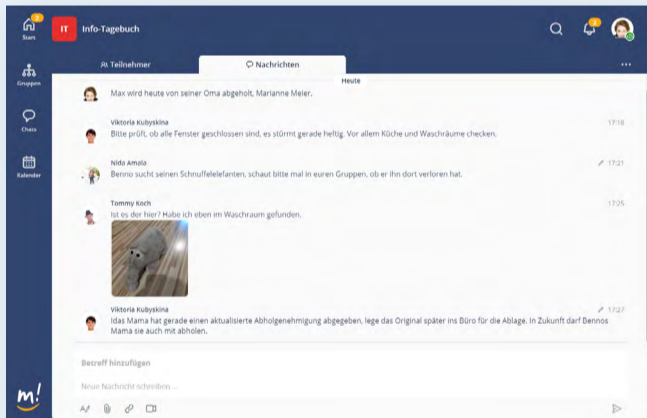 2
Start
IT Info-Tagebuch
2
Teilnehmer
Nachrichten
Gruppen
Chats
Kalender
Heute
Max wird heute von seiner Oma abgeholt, Marianne Meier.
Viktoria Kubyskina 17:18
Bitte prüft, ob alle Fenster geschlossen sind, es stürmt gerade heftig. Vor allem Küche und Waschräume checken.
Nida Amala 17:21
Benno sucht seinen Schnuffelelefanten, schaut bitte mal in euren Gruppen, ob er ihn dort verloren hat.
Tommy Koch 17:25
Ist es der hier? Habe ich eben im Waschraum gefunden.
Viktoria Kubyskina 17:27
Idas Mama hat gerade einen aktualisierte Abholgenehmigung abgegeben, lege das Original später ins Büro für die Ablage. In Zukunft darf Bennos
Mama sie auch mit abholen.
Betreff hinzufügen
Neue Nachricht schreiben ...
m!